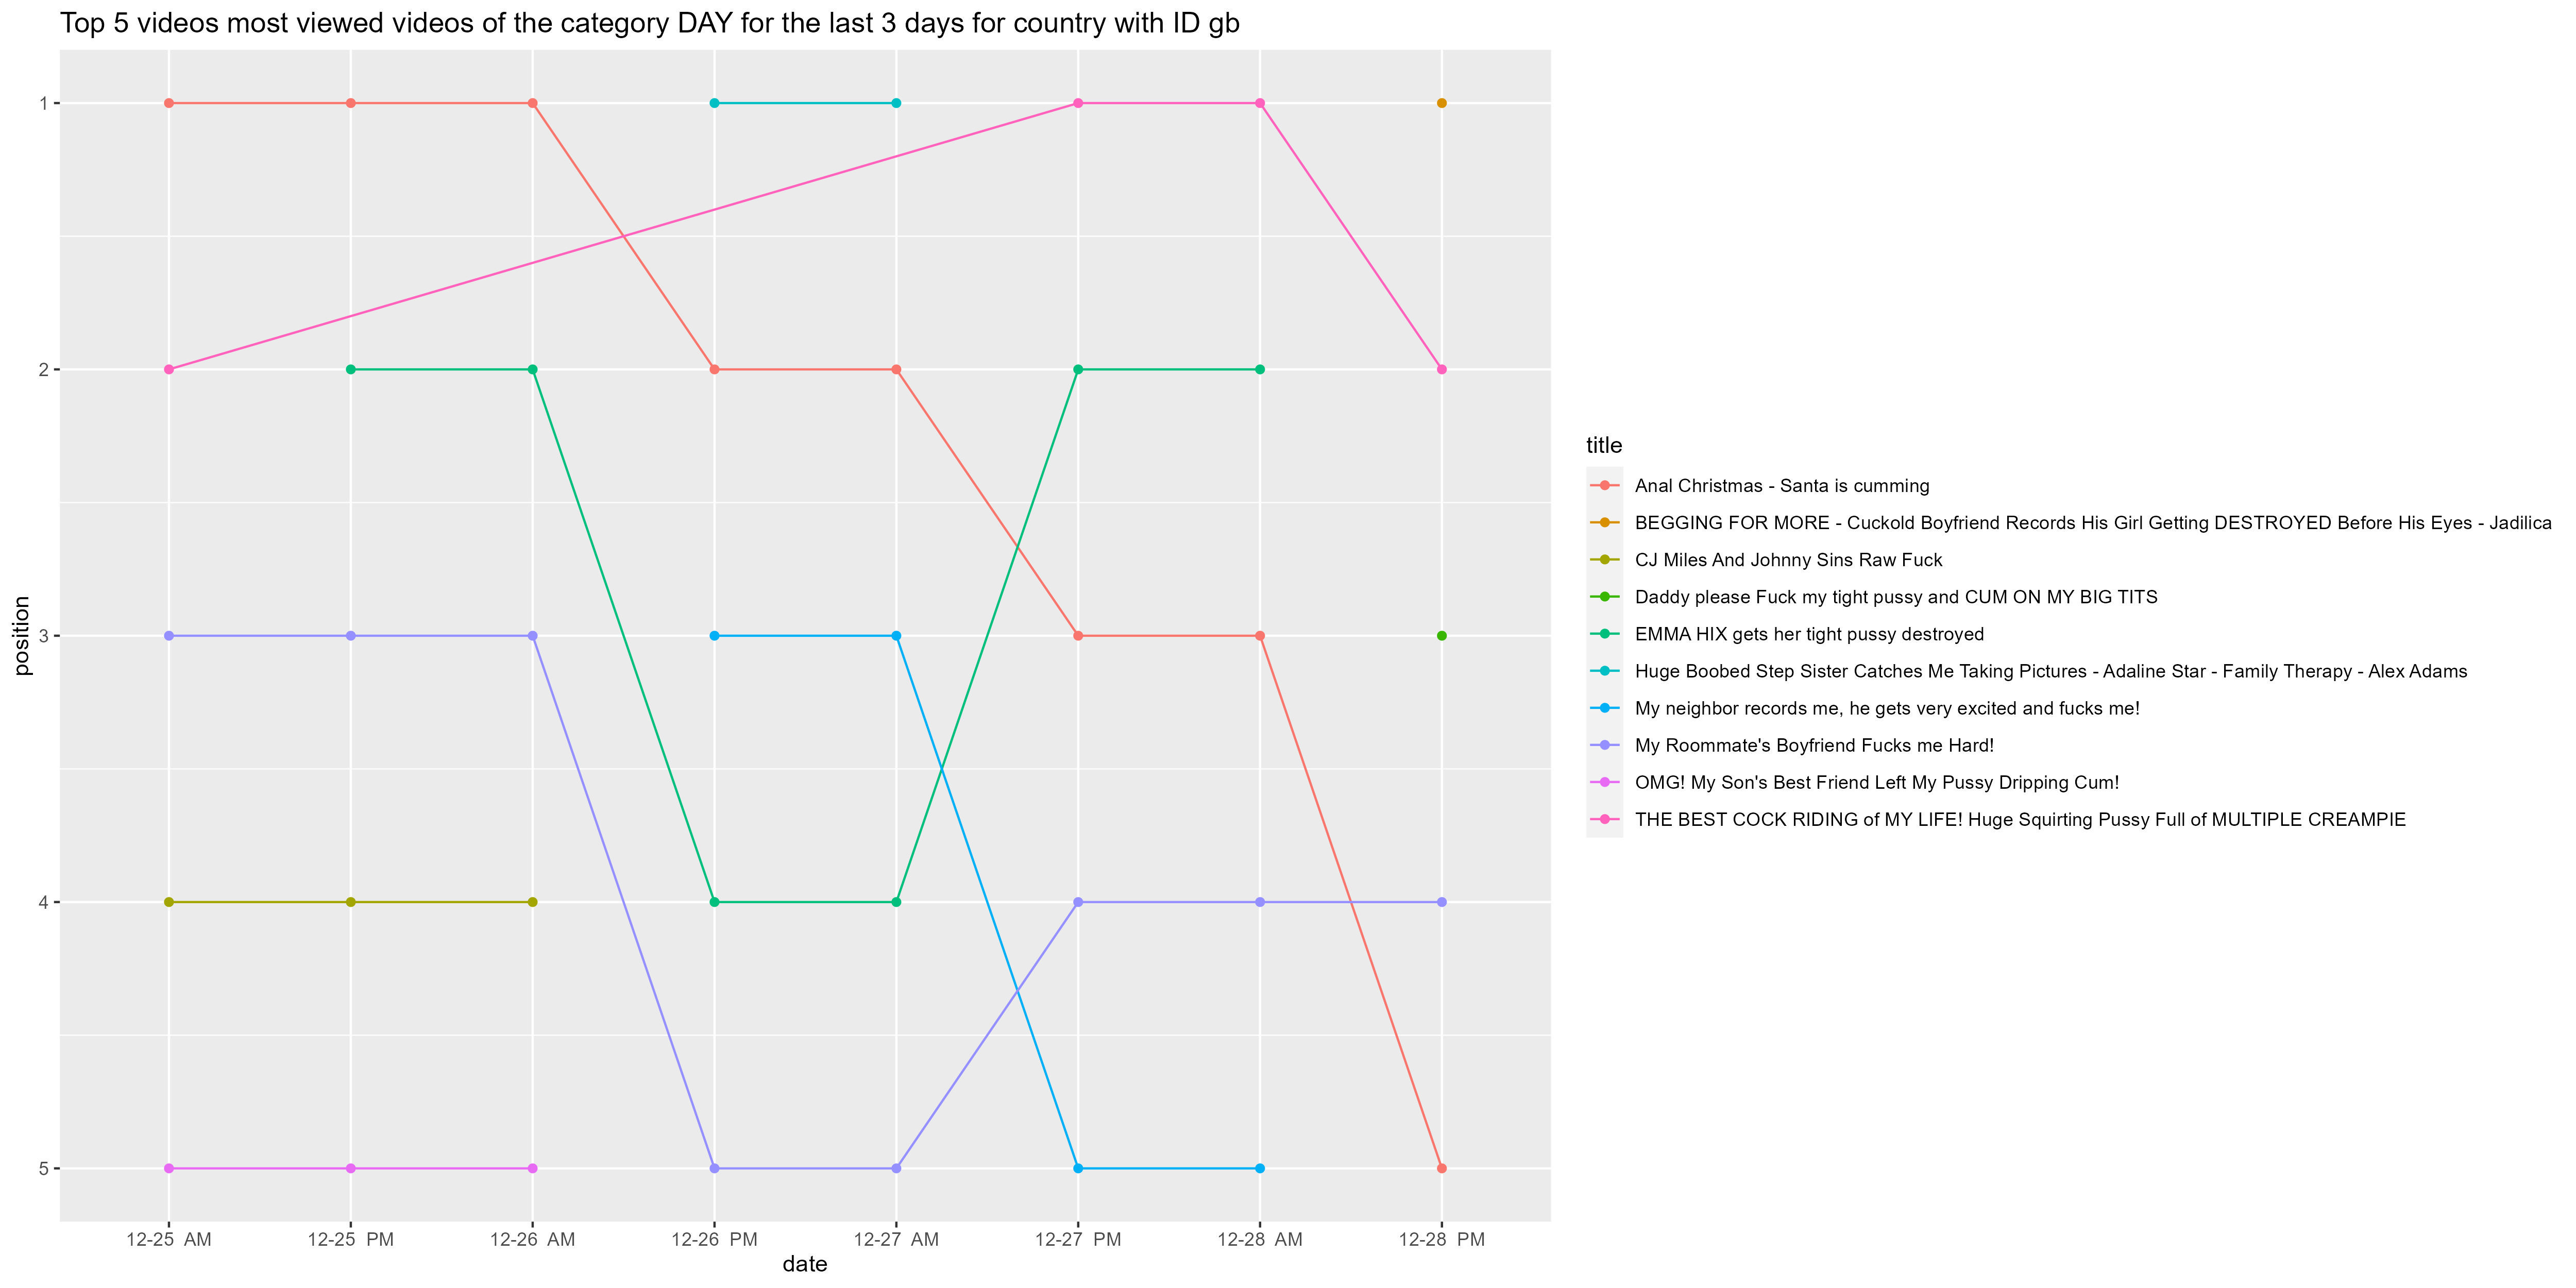 Top 5 videos most viewed videos of the category DAY for the last 3 days for country with ID gb
position
1
2
3
4
5
12-25 AM
12-25 PM
12-26 AM
12-26 PM
12-27 AM
12-27 PM
12-28 AM
12-28 PM
date
title
Anal Christmas - Santa is cumming
BEGGING FOR MORE - Cuckold Boyfriend Records His Girl Getting DESTROYED Before His Eyes - Jadilica
CJ Miles And Johnny Sins Raw Fuck
Daddy please Fuck my tight pussy and CUM ON MY BIG TITS
EMMA HIX gets her tight pussy destroyed
Huge Boobed Step Sister Catches Me Taking Pictures - Adaline Star - Family Therapy - Alex Adams
My neighbor records me, he gets very excited and fucks me!
My Roommate's Boyfriend Fucks me Hard!
OMG! My Son's Best Friend Left My Pussy Dripping Cum!
THE BEST COCK RIDING of MY LIFE! Huge Squirting Pussy Full of MULTIPLE CREAMPIE